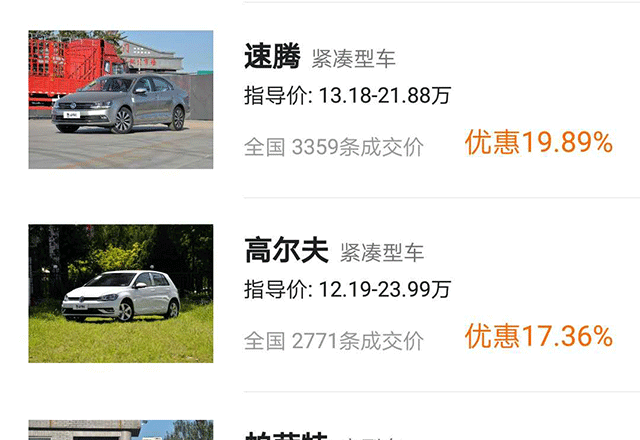 速腾 紧凑型车
指导价: 13.18-21.88万
全国 3359条成交价 优惠19.89%
高尔夫 紧凑型车
指导价: 12.19-23.99万
全国 2771条成交价 优惠17.36%